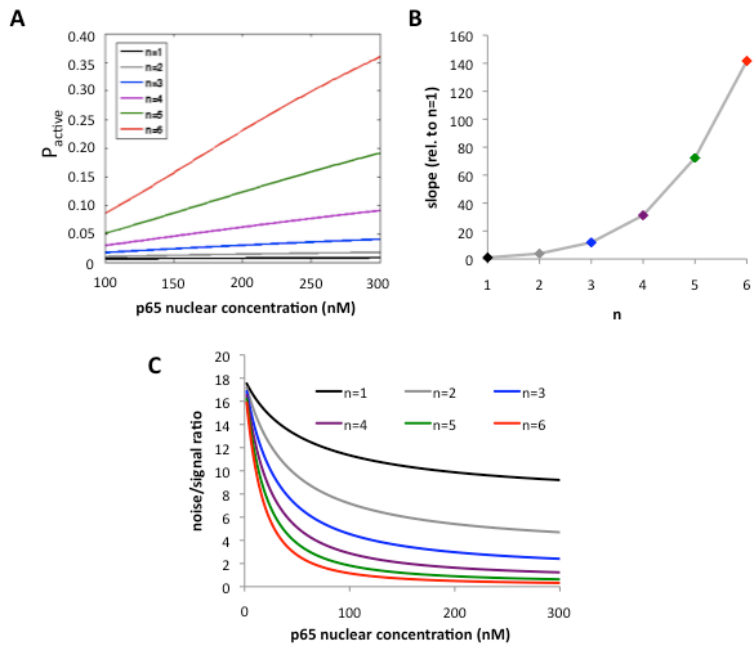 A
0.40
0.35
0.30
0.25
0.20
0.15
0.10
0.05
0
P active
n=1
n=2
n=3
n=4
n=5
n=6
100 150 200 250 300
p65 nuclear concentration (nM)
B
160
140
120
100
80
60
40
20
0
slope (rel. to n=1)
1 2 3 4 5 6
n
C
20
18
16
14
12
10
8
6
4
2
0
noise/signal ratio
n=1 n=2 n=3
n=4 n=5 n=6
0 100 200 300
p65 nuclear concentration (nM)